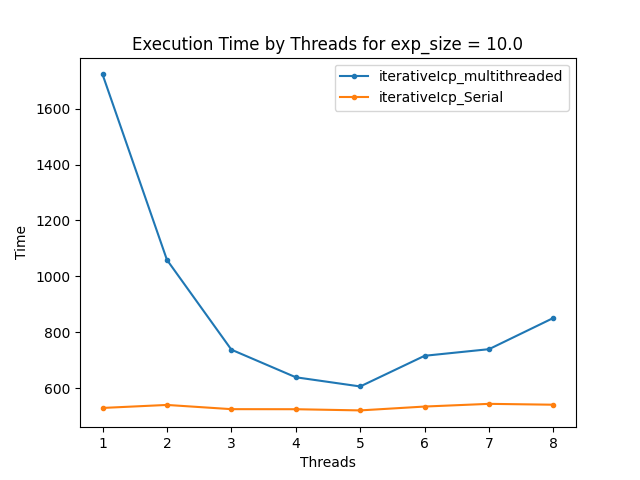 Execution Time by Threads for exp_size = 10.0
iterativeIcp_multithreaded
iterativeIcp_Serial
1600
1400
1200
1000
800
600
Time
1 2 3 4 5 6 7 8
Threads